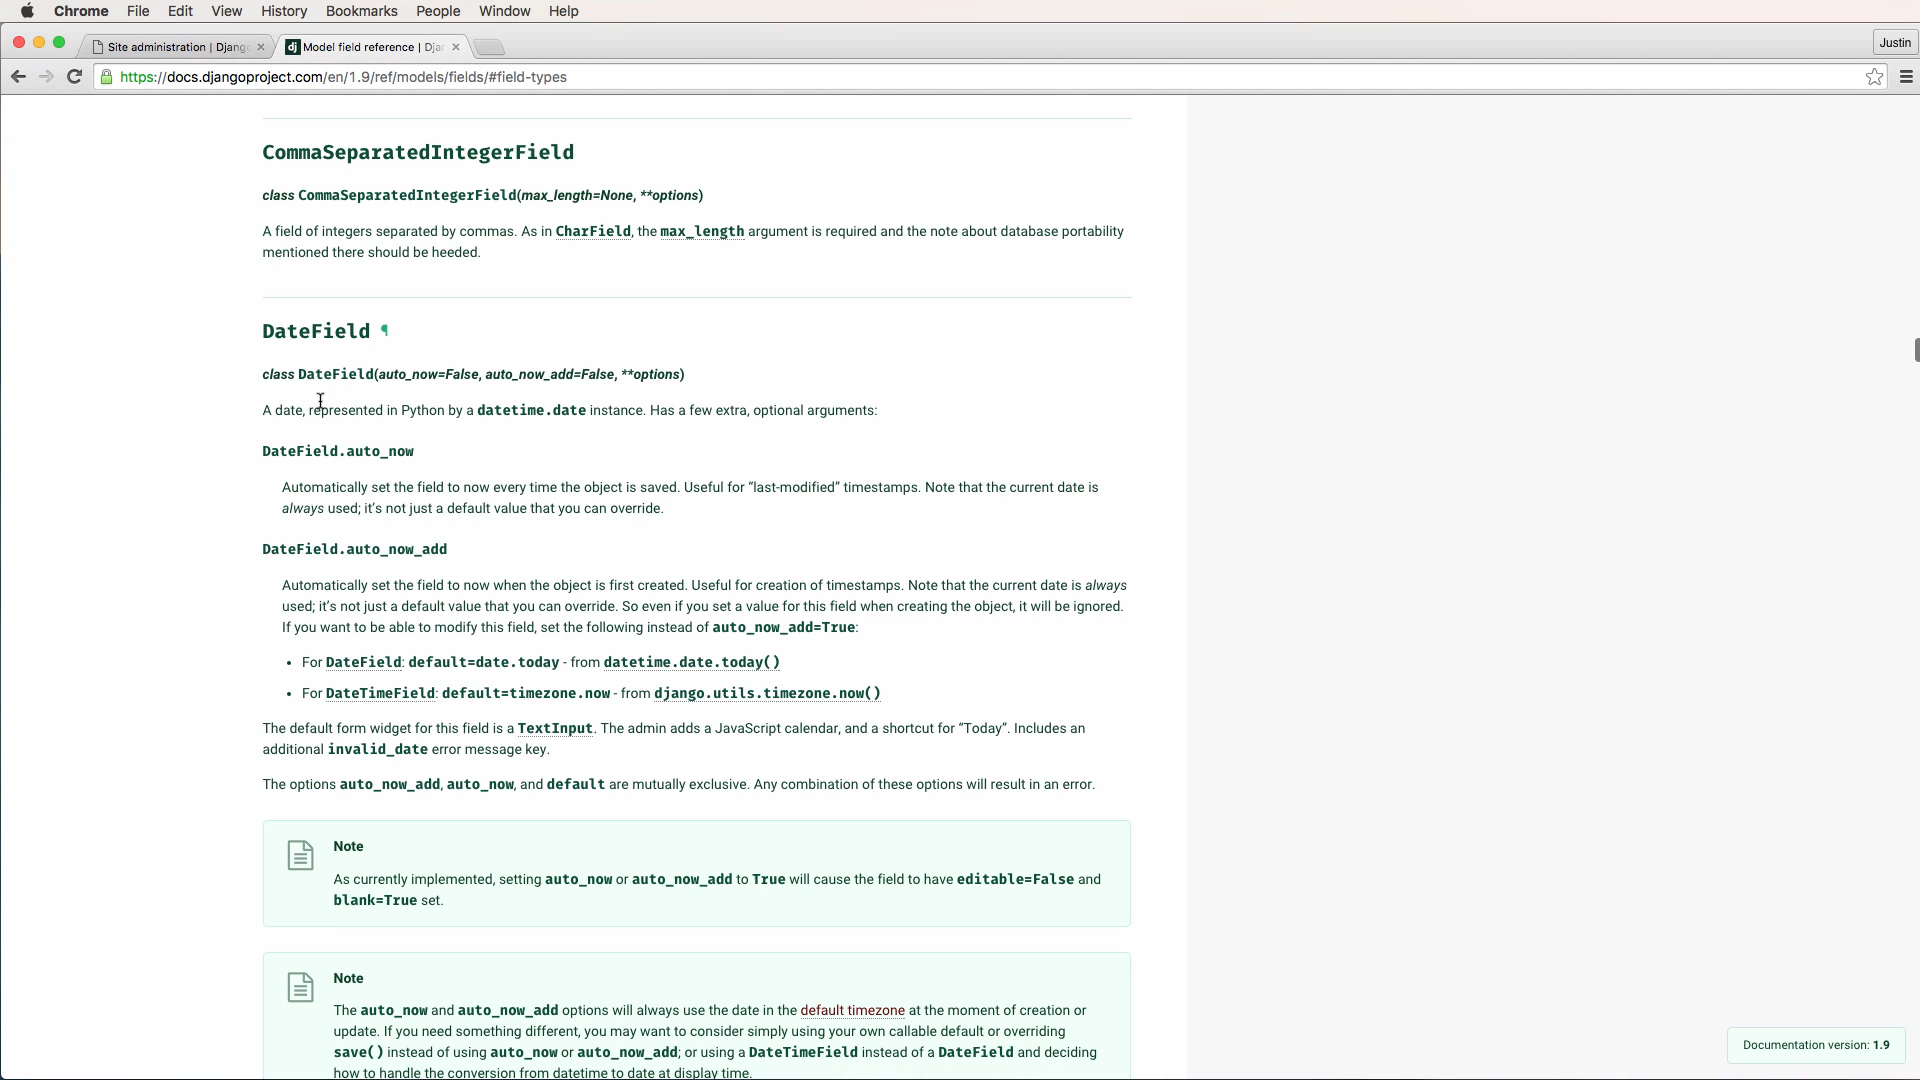 Chrome File Edit View History Bookmarks People Window Help
Site administration | Django
Model field reference | Djan
Justin
https://docs.djangoproject.com/en/1.9/ref/models/fields/#field-types
CommaSeparatedIntegerField
class CommaSeparatedIntegerField(max_length=None, **options)
A field of integers separated by commas. As in CharField, the max_length argument is required and the note about database portability
mentioned there should be heeded.
DateField ¶
class DateField(auto_now=False, auto_now_add=False, **options)
A date, represented in Python by a datetime.date instance. Has a few extra, optional arguments:
DateField.auto_now
Automatically set the field to now every time the object is saved. Useful for “last-modified” timestamps. Note that the current date is
always used; it’s not just a default value that you can override.
DateField.auto_now_add
Automatically set the field to now when the object is first created. Useful for creation of timestamps. Note that the current date is always
used; it’s not just a default value that you can override. So even if you set a value for this field when creating the object, it will be ignored.
If you want to be able to modify this field, set the following instead of auto_now_add=True:
• For DateField: default=date.today - from datetime.date.today()
• For DateTimeField: default=timezone.now - from django.utils.timezone.now()
The default form widget for this field is a TextInput. The admin adds a JavaScript calendar, and a shortcut for “Today”. Includes an
additional invalid_date error message key.
The options auto_now_add, auto_now, and default are mutually exclusive. Any combination of these options will result in an error.
Note
As currently implemented, setting auto_now or auto_now_add to True will cause the field to have editable=False and
blank=True set.
Note
The auto_now and auto_now_add options will always use the date in the default timezone at the moment of creation or
update. If you need something different, you may want to consider simply using your own callable default or overriding
save() instead of using auto_now or auto_now_add; or using a DateTimeField instead of a DateField and deciding
how to handle the conversion from datetime to date at display time.
Documentation version: 1.9